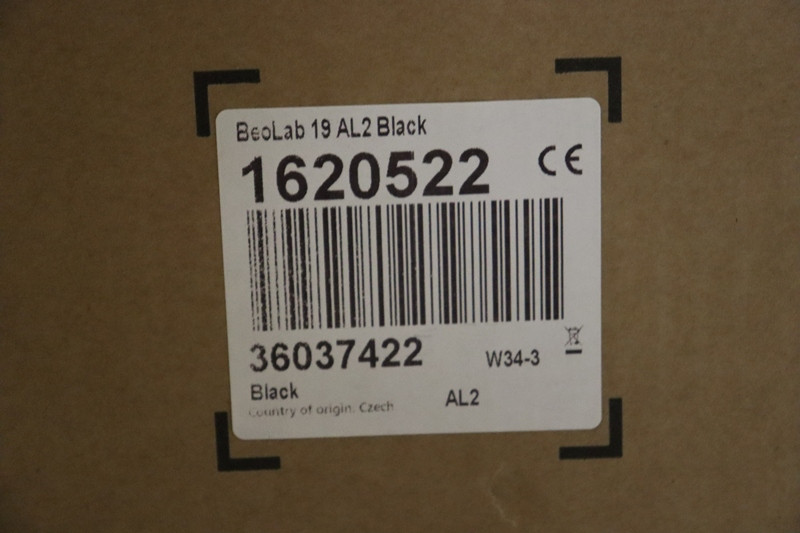 BeoLab 19 AL2 Black
1620522
CE
36037422
W34-3
Black
AL2
Country of origin: Czech